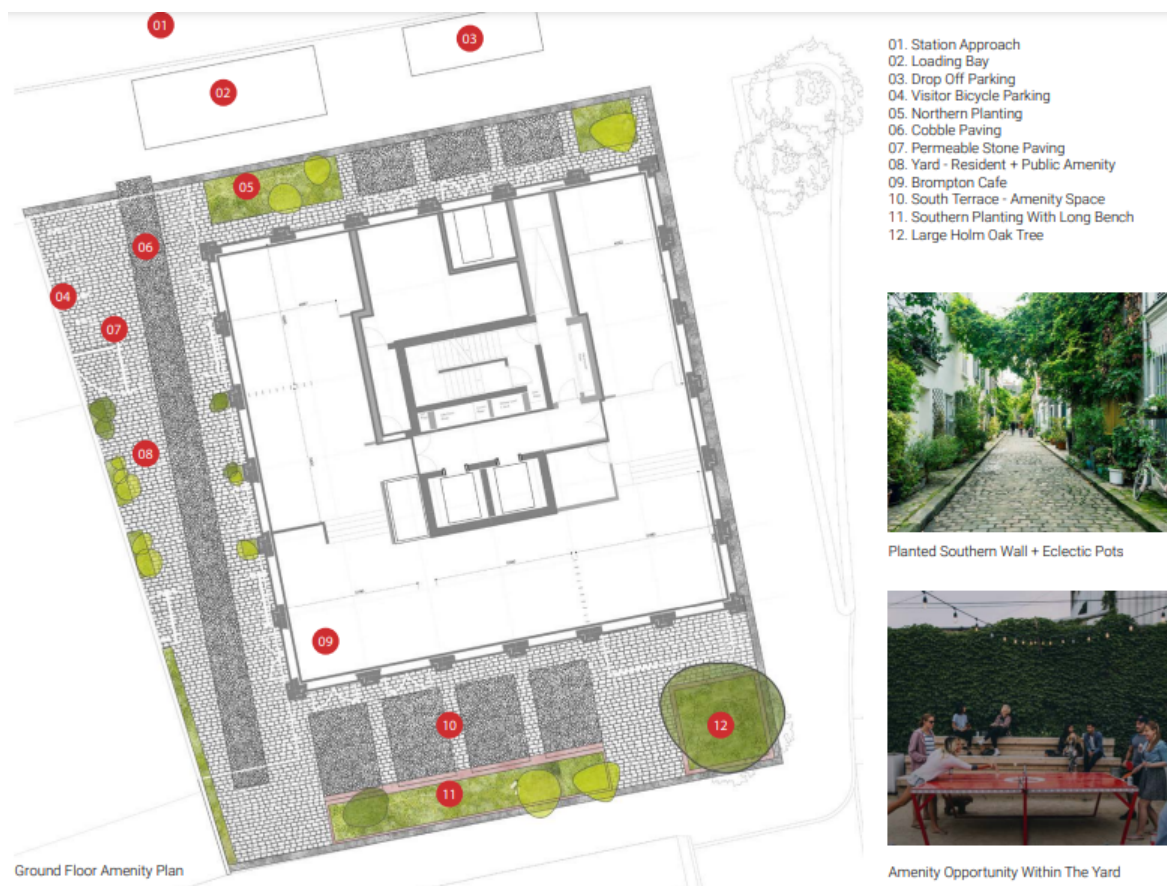 01
02
03
04
05
06
07
08
09
10
11
12
Ground Floor Amenity Plan
01. Station Approach
02. Loading Bay
03. Drop Off Parking
04. Visitor Bicycle Parking
05. Northern Planting
06. Cobble Paving
07. Permeable Stone Paving
08. Yard - Resident + Public Amenity
09. Brompton Cafe
10. South Terrace - Amenity Space
11. Southern Planting With Long Bench
12. Large Holm Oak Tree
Planted Southern Wall + Eclectic Pots
Amenity Opportunity Within The Yard